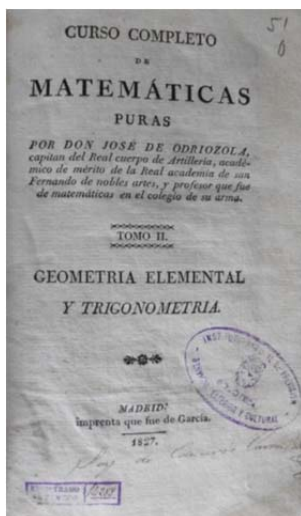 51
CURSO COMPLETO
DE
MATEMÁTICAS
PURAS
POR DON JOSÉ DE ODRIOZOLA,
capitan del Real cuerpo de Artillería, acadé-
mico de mérito de la Real academia de san
Fernando de nobles artes, y profesor que fue
de matemáticas en el colegio de su arma.
TOMO II.
GEOMETRIA ELEMENTAL
Y TRIGONOMETRIA.
MADRID:
imprenta que fue de García.
1827.